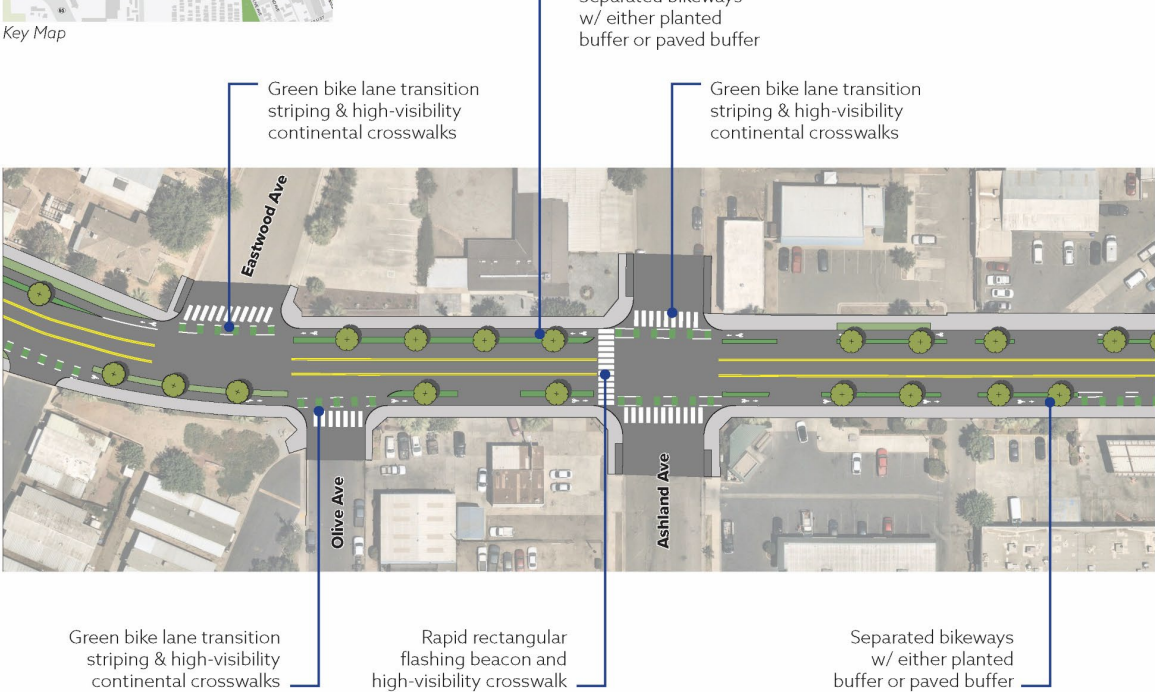 Key Map
Separated bikeways
w/ either planted
buffer or paved buffer
Green bike lane transition
striping & high-visibility
continental crosswalks
Green bike lane transition
striping & high-visibility
continental crosswalks
Eastwood Ave
Olive Ave
Ashland Ave
Green bike lane transition
striping & high-visibility
continental crosswalks
Rapid rectangular
flashing beacon and
high-visibility crosswalk
Separated bikeways
w/ either planted
buffer or paved buffer